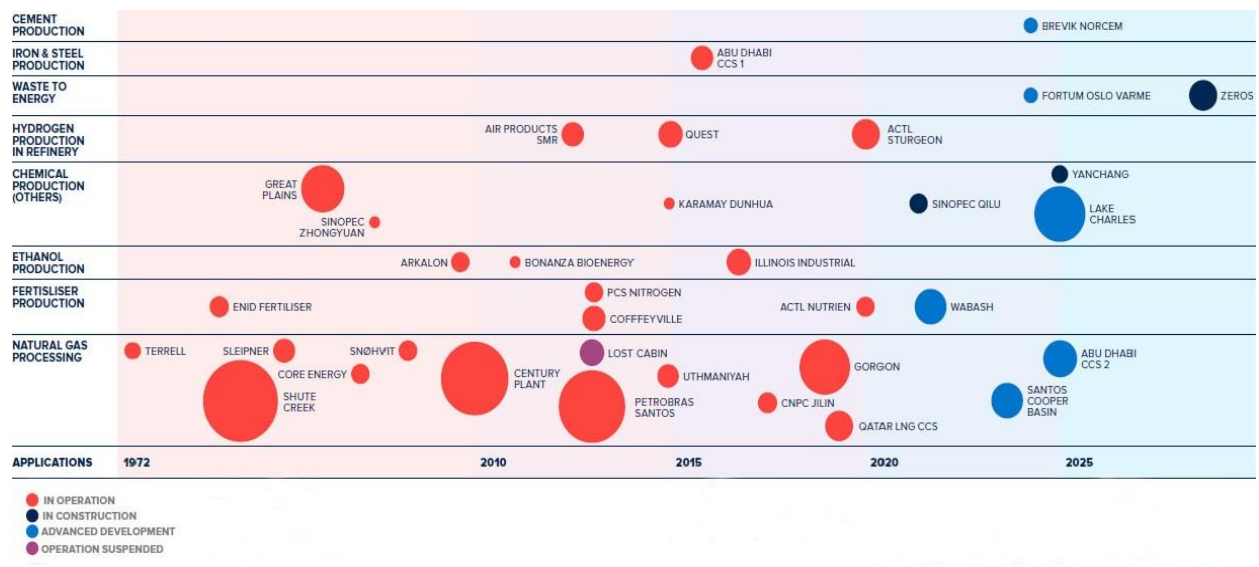 CEMENT
PRODUCTION
BREVIK NORCEM
IRON & STEEL
PRODUCTION
ABU DHABI
CCS 1
WASTE TO
ENERGY
FORTUM OSLO VARME
ZEROS
HYDROGEN
PRODUCTION
IN REFINERY
AIR PRODUCTS
SMR
QUEST
ACTL
STURGEON
CHEMICAL
PRODUCTION
(OTHERS)
GREAT
PLAINS
SINOPEC
ZHONGYUAN
KARAMAY DUNHUA
SINOPEC QILU
YANCHANG
LAKE
CHARLES
ETHANOL
PRODUCTION
ARKALON
BONANZA BIOENERGY
ILLINOIS INDUSTRIAL
FERTISLISER
PRODUCTION
ENID FERTILISER
PCS NITROGEN
COFFFEYVILLE
ACTL NUTRIEN
WABASH
NATURAL GAS
PROCESSING
TERRELL
SLEIPNER
SNØHVIT
CORE ENERGY
SHUTE
CREEK
CENTURY
PLANT
LOST CABIN
UTHMANIYAH
PETROBRAS
SANTOS
GORGON
CNPC JILIN
QATAR LNG CCS
ABU DHABI
CCS 2
SANTOS
COOPER
BASIN
APPLICATIONS
1972
2010
2015
2020
2025
IN OPERATION
IN CONSTRUCTION
ADVANCED DEVELOPMENT
OPERATION SUSPENDED